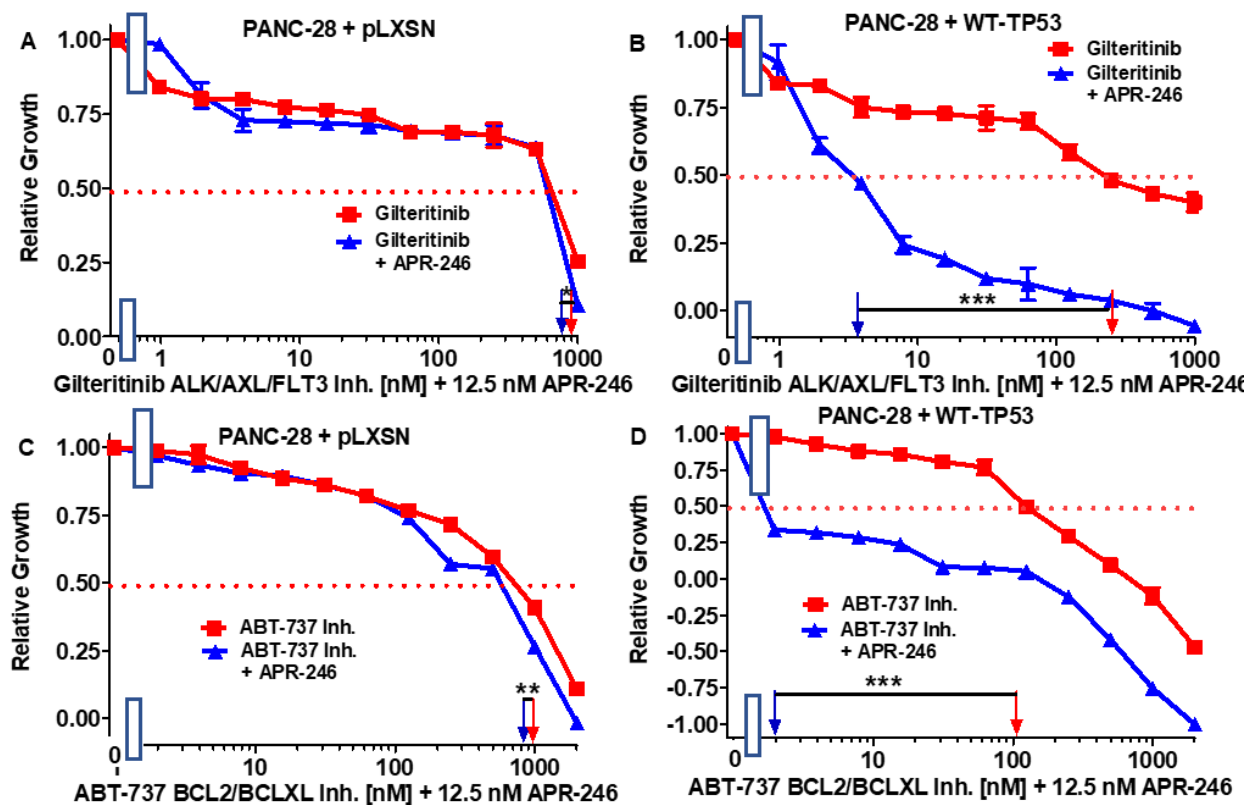 A
PANC-28 + pLXSN
1.00
0.75
0.50
0.25
0.00
Relative Growth
Gilteritinib
Gilteritinib
+ APR-246
*
1
10
100
1000
Gilteritinib ALK/AXL/FLT3 Inh. [nM] + 12.5 nM APR-246
B
PANC-28 + WT-TP53
1.00
0.75
0.50
0.25
0.00
Relative Growth
Gilteritinib
Gilteritinib
+ APR-246
***
1
10
100
1000
Gilteritinib ALK/AXL/FLT3 Inh. [nM] + 12.5 nM APR-246
C
PANC-28 + pLXSN
1.00
0.75
0.50
0.25
0.00
Relative Growth
ABT-737 Inh.
ABT-737 Inh.
+ APR-246
**
0
1
10
100
1000
ABT-737 BCL2/BCLXL Inh. [nM] + 12.5 nM APR-246
D
PANC-28 + WT-TP53
1.00
0.75
0.50
0.25
0.00
-0.25
-0.50
-0.75
-1.00
Relative Growth
ABT-737 Inh.
ABT-737 Inh.
+ APR-246
***
0
10
100
1000
ABT-737 BCL2/BCLXL Inh. [nM] + 12.5 nM APR-246